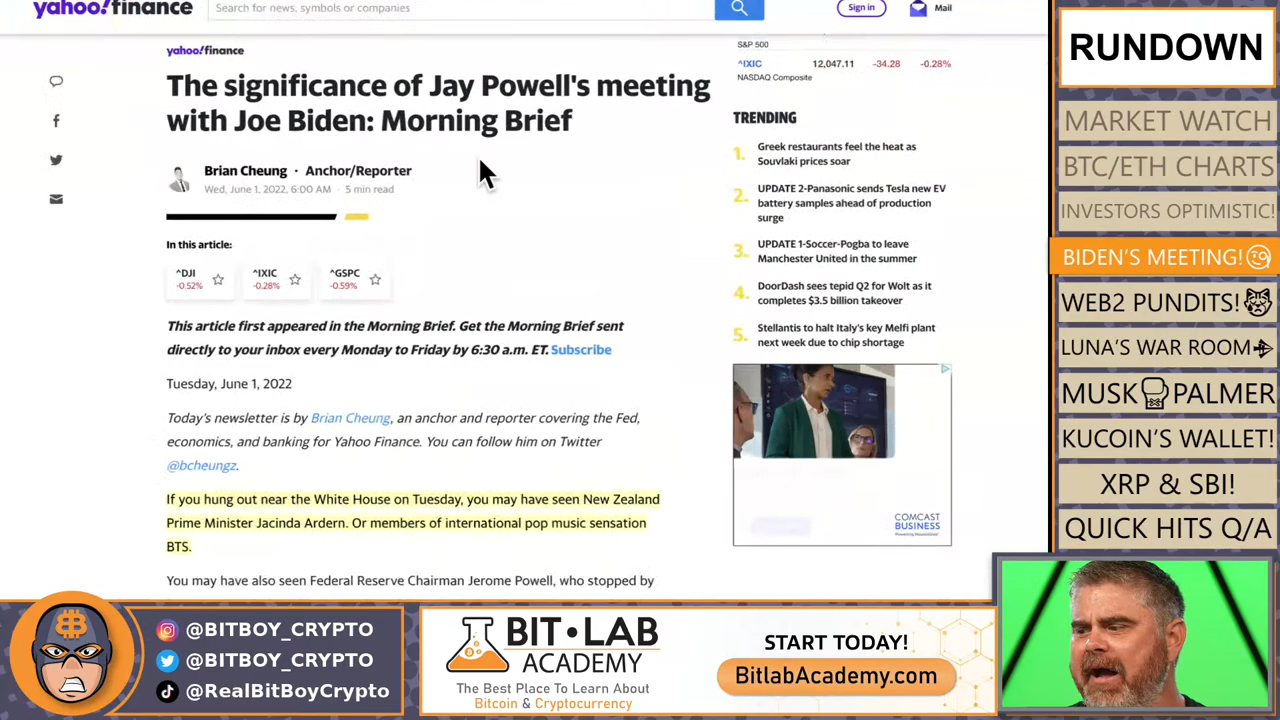 yahoo!finance
Search for news, symbols or companies
Sign in
Mail
yahoo!finance
The significance of Jay Powell's meeting
with Joe Biden: Morning Brief
Brian Cheung · Anchor/Reporter
Wed, June 1, 2022, 6:00 AM · 5 min read
In this article:
^DJI
-0.52%
^IXIC
-0.28%
^GSPC
-0.59%
This article first appeared in the Morning Brief. Get the Morning Brief sent
directly to your inbox every Monday to Friday by 6:30 a.m. ET. Subscribe
Tuesday, June 1, 2022
Today's newsletter is by Brian Cheung, an anchor and reporter covering the Fed,
economics, and banking for Yahoo Finance. You can follow him on Twitter
@bcheungz.
If you hung out near the White House on Tuesday, you may have seen New Zealand
Prime Minister Jacinda Ardern. Or members of international pop music sensation
BTS.
You may have also seen Federal Reserve Chairman Jerome Powell, who stopped by
S&P 500
^IXIC 12,047.11 -34.28 -0.28%
NASDAQ Composite
TRENDING
1. Greek restaurants feel the heat as
Souvlaki prices soar
2. UPDATE 2-Panasonic sends Tesla new EV
battery samples ahead of production
surge
3. UPDATE 1-Soccer-Pogba to leave
Manchester United in the summer
4. DoorDash sees tepid Q2 for Wolt as it
completes $3.5 billion takeover
5. Stellantis to halt Italy's key Melfi plant
next week due to chip shortage
COMCAST
BUSINESS
RUNDOWN
MARKET WATCH
BTC/ETH CHARTS
INVESTORS OPTIMISTIC!
BIDEN'S MEETING!
WEB2 PUNDITS!
LUNA'S WAR ROOM
MUSK PALMER
KUCOIN'S WALLET!
XRP & SBI!
QUICK HITS Q/A
@BITBOY_CRYPTO
@BITBOY_CRYPTO
@RealBitBoyCrypto
BIT•LAB
ACADEMY
The Best Place To Learn About
Bitcoin & Cryptocurrency
START TODAY!
BitlabAcademy.com